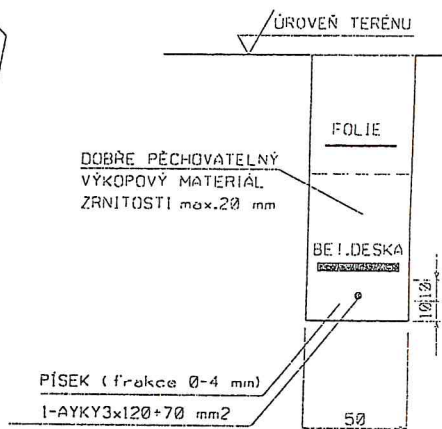 ÚROVEŇ TERÉNU
FOLIE
DOBŘE PĚCHOVATELNÝ
VÝKOPOVÝ MATERIÁL
ZRNITOSTI max.20 mm
BET.DESKA
10
10
PÍSEK (frakce 0-4 mm)
1-AYKY3x120+70 mm2
50